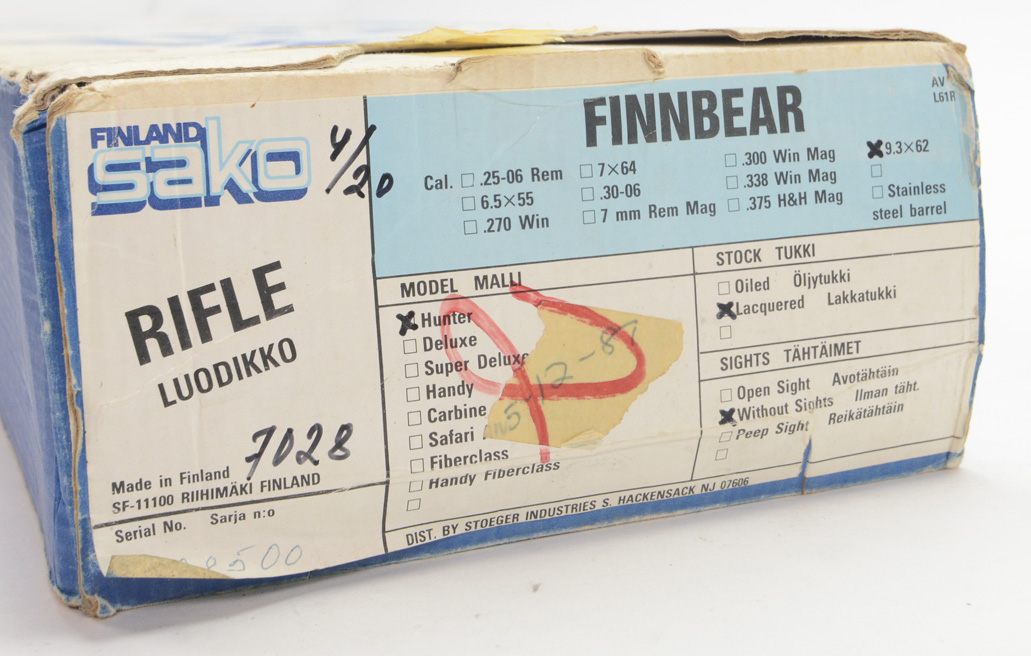 FINLAND
sako
4/20
RIFLE
LUODIKKO
7028
Made in Finland
SF-11100 RIIHIMÄKI FINLAND
Serial No. Sarja n:o
500
FINNBEAR
AV
L61R
Cal. .25-06 Rem
6.5×55
.270 Win
7×64
.30-06
7 mm Rem Mag
.300 Win Mag
.338 Win Mag
.375 H&H Mag
9.3×62
Stainless
steel barrel
MODEL MALLI
Hunter
Deluxe
Super Deluxe
Handy
Carbine
Safari
Fiberclass
Handy Fiberclass
STOCK TUKKI
Oiled Öljytukki
Lacquered Lakkatukki
SIGHTS TÄHTÄIMET
Open Sight Avotähtäin
Without Sights Ilman täht.
Peep Sight Reikätähtäin
DIST. BY STOEGER INDUSTRIES S. HACKENSACK NJ 07606